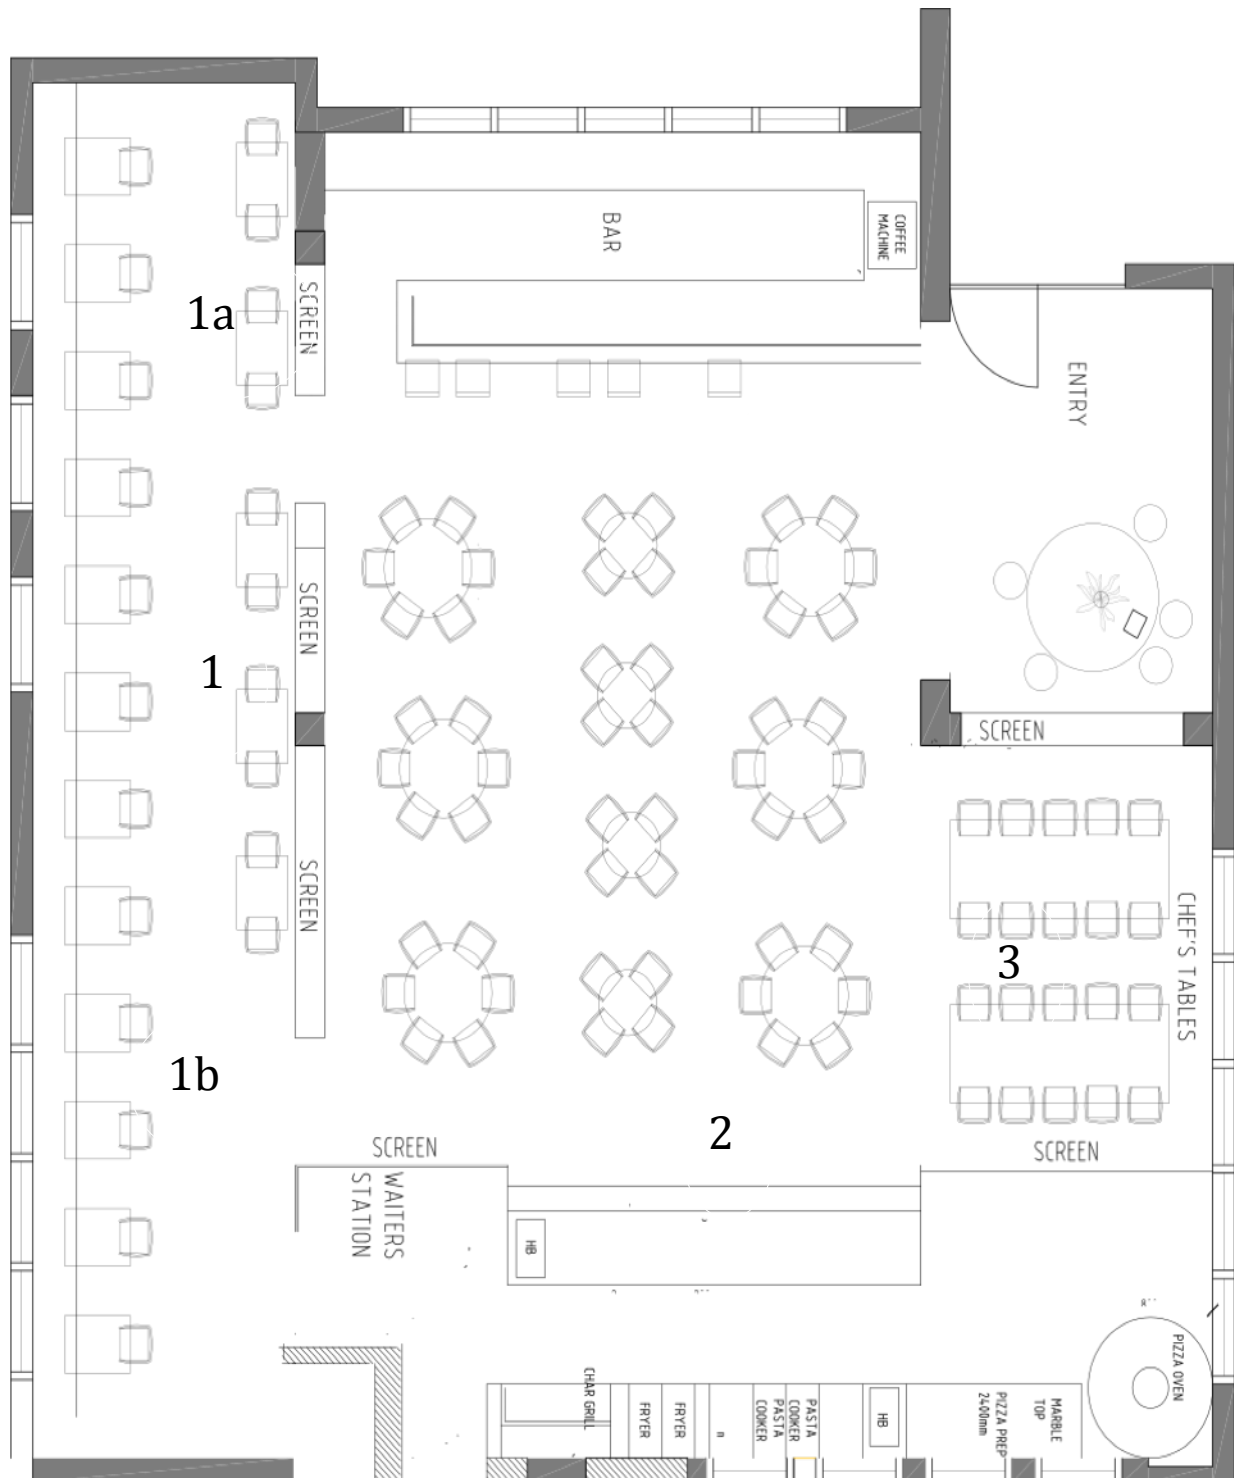 BAR
COFFEE
MACHINE
1a
SCREEN
ENTRY
SCREEN
1
SCREEN
SCREEN
CHEF'S TABLES
3
1b
2
SCREEN
SCREEN
WAITERS
STATION
HB
PIZZA OVEN
CHAR GRILL
FRYER
FRYER
PASTA
COOKER
PASTA
COOKER
HB
MARBLE
TOP
PIZZA PREP
2400mm